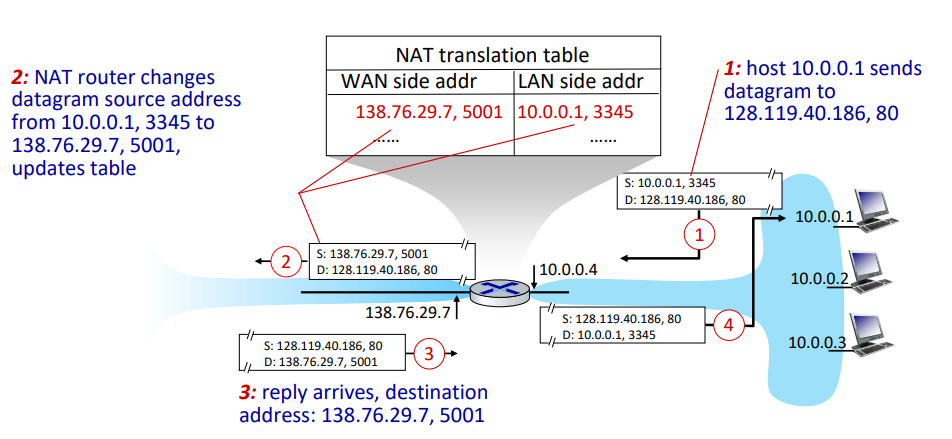 NAT translation table
WAN side addr LAN side addr
138.76.29.7, 5001 10.0.0.1, 3345
…… ……
2: NAT router changes
datagram source address
from 10.0.0.1, 3345 to
138.76.29.7, 5001,
updates table
1: host 10.0.0.1 sends
datagram to
128.119.40.186, 80
S: 10.0.0.1, 3345
D: 128.119.40.186, 80
1
10.0.0.1
S: 138.76.29.7, 5001
D: 128.119.40.186, 80
2
10.0.0.4
10.0.0.2
138.76.29.7
S: 128.119.40.186, 80
D: 10.0.0.1, 3345
4
S: 128.119.40.186, 80
D: 138.76.29.7, 5001
3
10.0.0.3
3: reply arrives, destination
address: 138.76.29.7, 5001